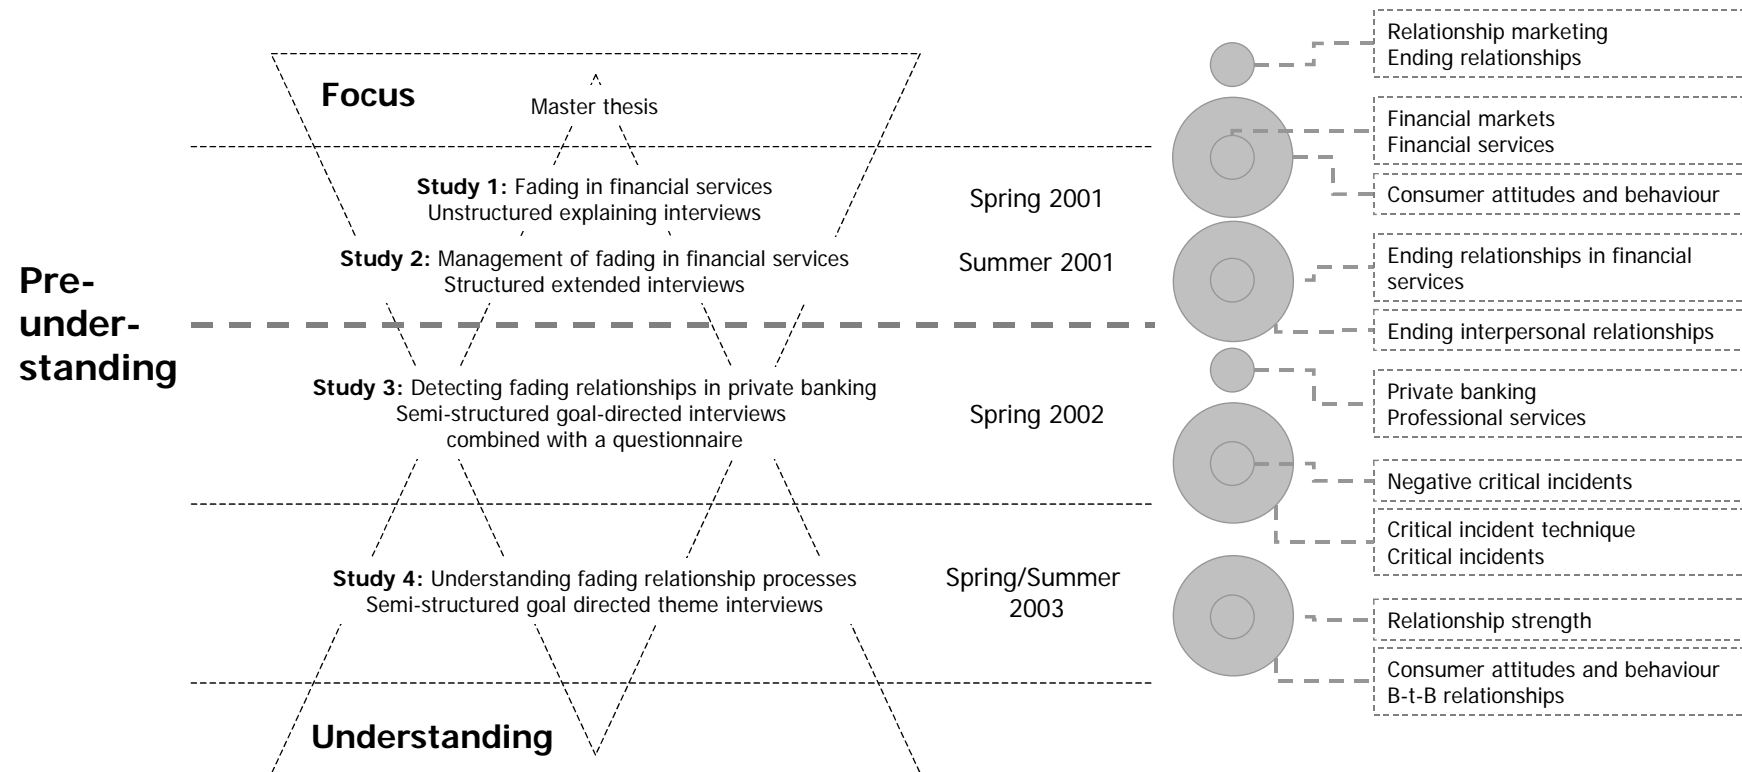 Focus
Master thesis
Study 1: Fading in financial services
Unstructured explaining interviews
Study 2: Management of fading in financial services
Structured extended interviews
Pre-
under-
standing
Study 3: Detecting fading relationships in private banking
Semi-structured goal-directed interviews
combined with a questionnaire
Study 4: Understanding fading relationship processes
Semi-structured goal directed theme interviews
Understanding
Spring 2001
Summer 2001
Spring 2002
Spring/Summer
2003
Relationship marketing
Ending relationships
Financial markets
Financial services
Consumer attitudes and behaviour
Ending relationships in financial
services
Ending interpersonal relationships
Private banking
Professional services
Negative critical incidents
Critical incident technique
Critical incidents
Relationship strength
Consumer attitudes and behaviour
B-t-B relationships